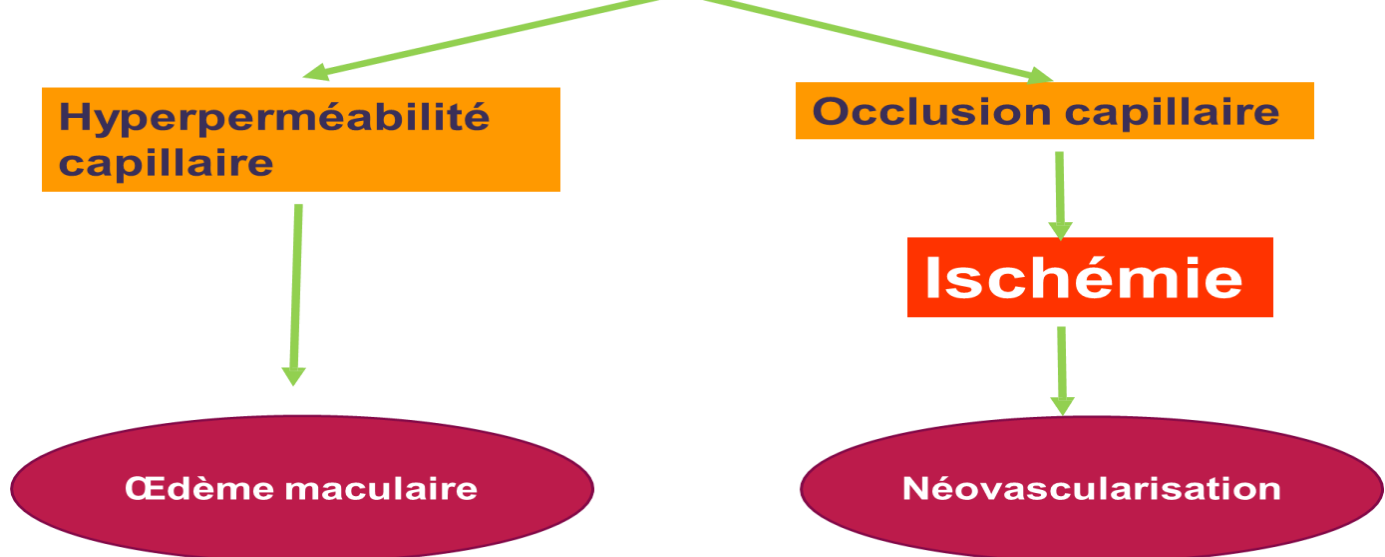 Hyperperméabilité
capillaire
Occlusion capillaire
Ischémie
Œdème maculaire
Néovascularisation